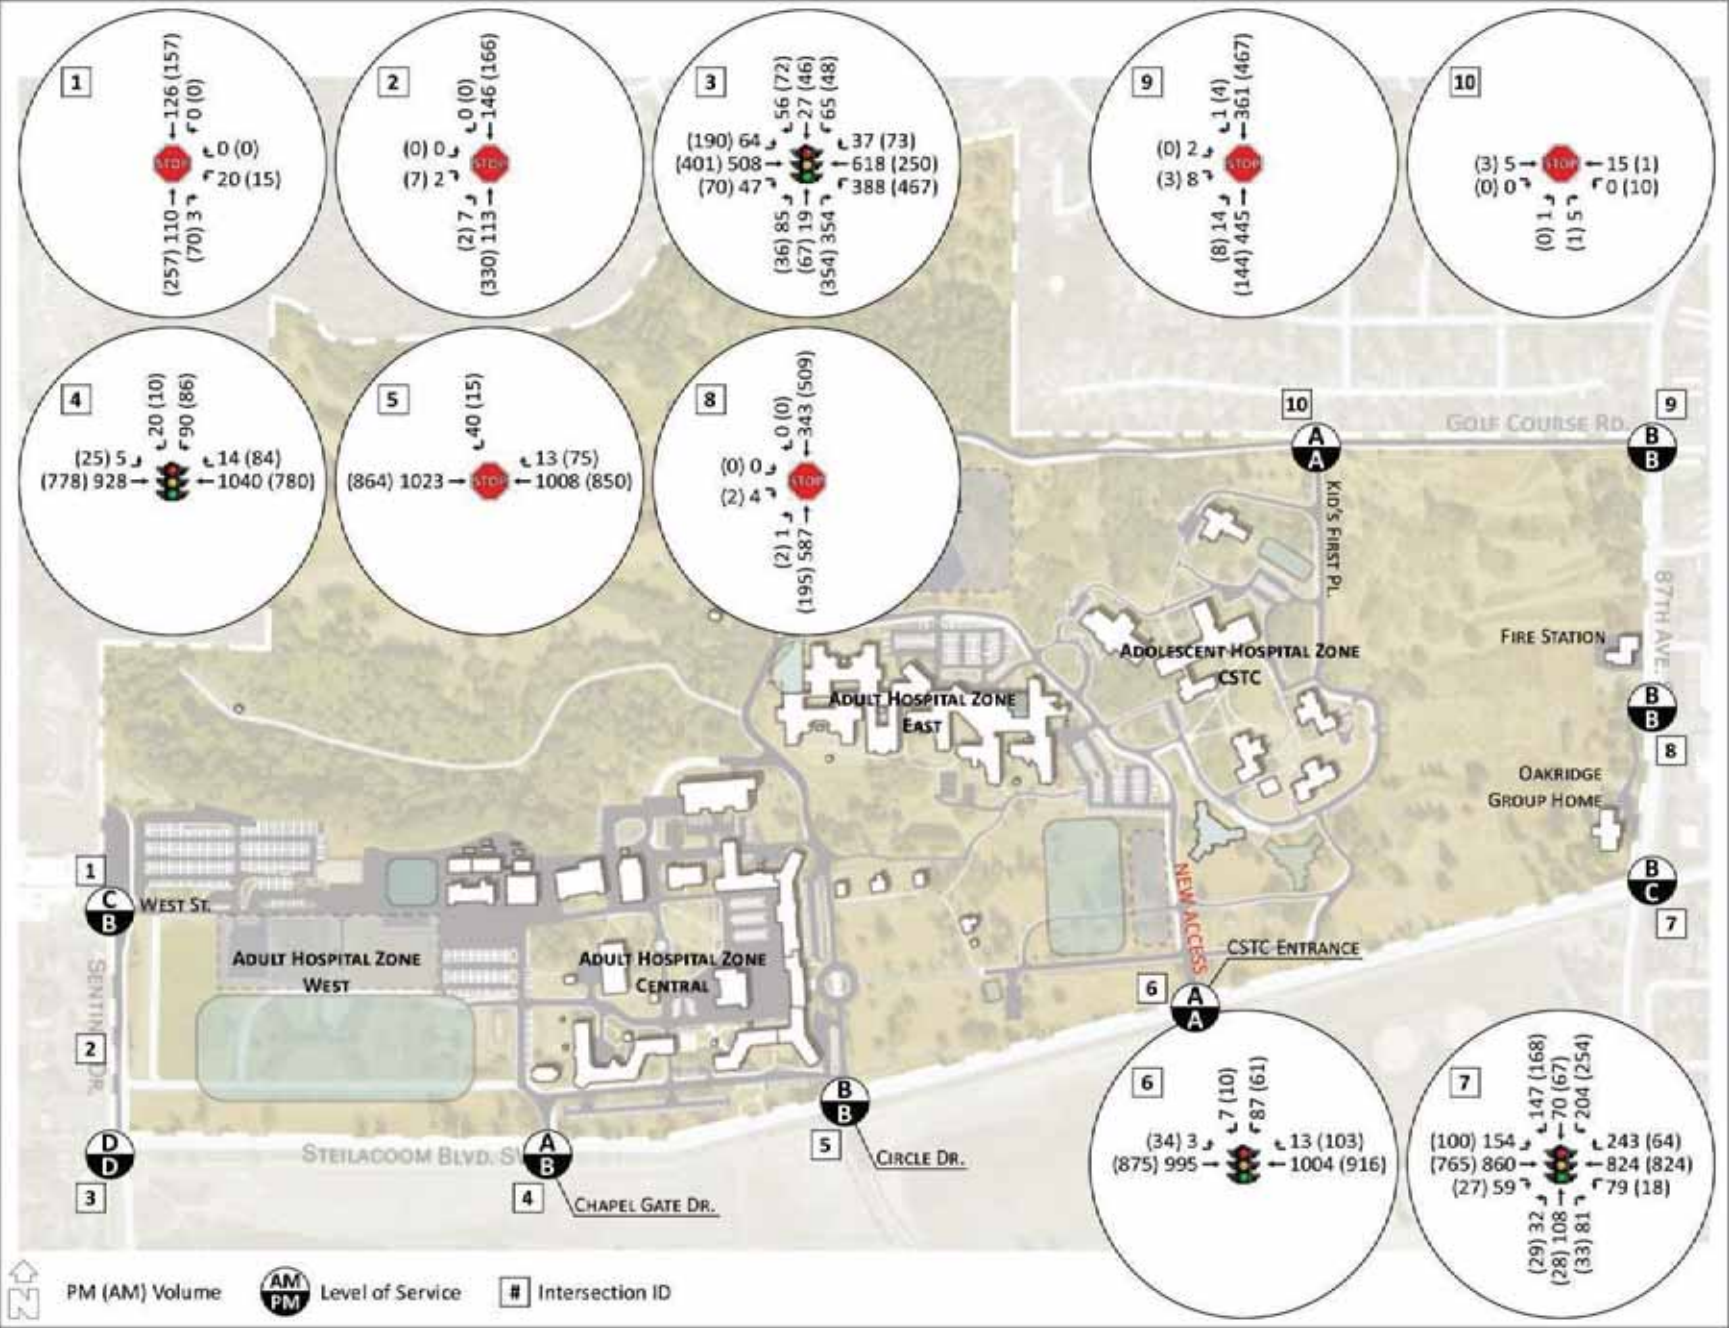 1
126 (157)
0 (0)
0 (0)
20 (15)
STOP
(257) 110
(70) 3
2
0 (0)
146 (166)
(0) 0
(7) 2
STOP
(2) 7
(330) 113
3
56 (72)
27 (46)
65 (48)
(190) 64
(401) 508
(70) 47
37 (73)
618 (250)
388 (467)
(36) 85
(67) 19
(354) 354
9
1 (4)
361 (467)
(0) 2
(3) 8
STOP
(8) 14
(144) 445
10
(3) 5
(0) 0
STOP
15 (1)
0 (10)
(0) 1
(1) 5
4
20 (10)
90 (86)
(25) 5
(778) 928
14 (84)
1040 (780)
5
40 (15)
(864) 1023
STOP
13 (75)
1008 (850)
8
0 (0)
343 (509)
(0) 0
(2) 4
STOP
(2) 1
(195) 587
10
A
A
GOLF COURSE RD.
9
B
B
KID'S FIRST PL.
87TH AVE.
FIRE STATION
B
B
8
ADOLESCENT HOSPITAL ZONE
CSTC
ADULT HOSPITAL ZONE
EAST
OAKRIDGE
GROUP HOME
B
C
7
1
C
B
WEST ST.
SENTINEL DR.
NEW ACCESS
ADULT HOSPITAL ZONE
WEST
ADULT HOSPITAL ZONE
CENTRAL
CSTC ENTRANCE
6
A
A
2
D
D
3
STEILACOOM BLVD. SW
A
B
4
CHAPEL GATE DR.
B
B
5
CIRCLE DR.
6
7 (10)
87 (61)
(34) 3
(875) 995
13 (103)
1004 (916)
7
147 (168)
70 (67)
204 (254)
(100) 154
(765) 860
(27) 59
243 (64)
824 (824)
79 (18)
(29) 32
(28) 108
(33) 81
N
PM (AM) Volume
AM
PM
Level of Service
#
Intersection ID